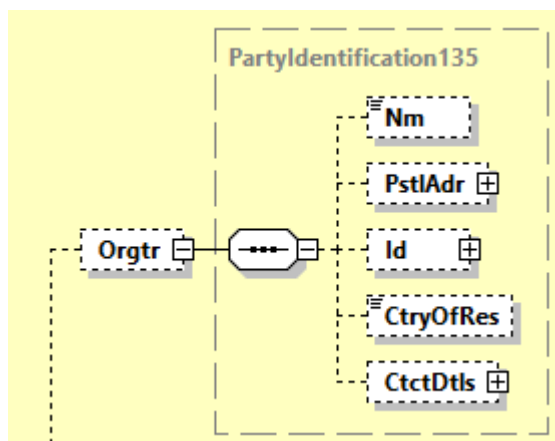 PartyIdentification135
Nm
PstlAdr
Orgtr
Id
CtryOfRes
CtctDtls